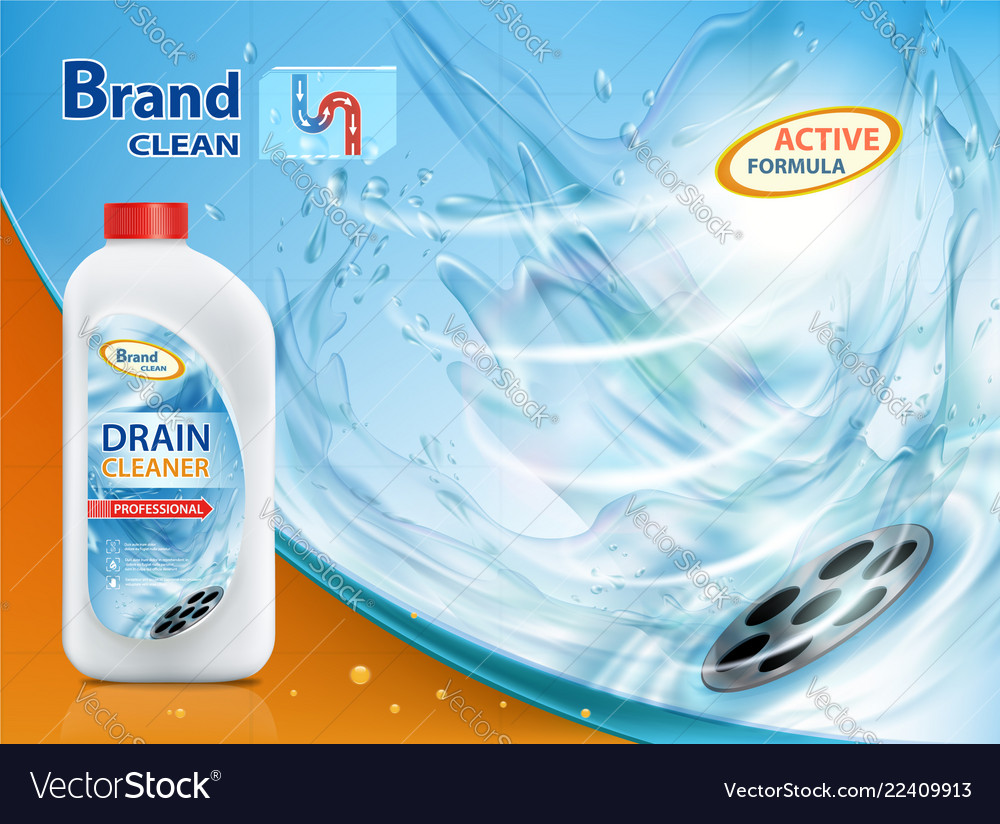 Brand
CLEAN
ACTIVE
FORMULA
Brand
CLEAN
DRAIN
CLEANER
PROFESSIONAL
VectorStock®
VectorStock.com/22409913